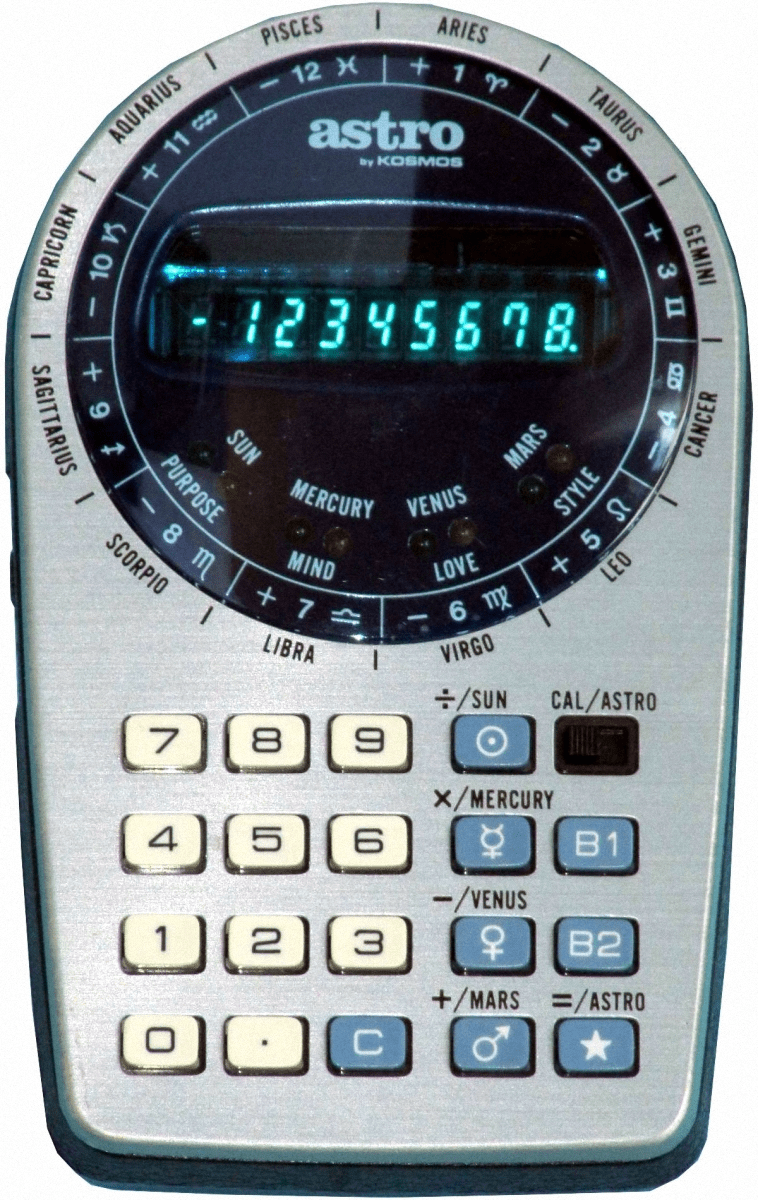 PISCES
ARIES
AQUARIUS
TAURUS
CAPRICORN
GEMINI
SAGITTARIUS
CANCER
SCORPIO
LEO
LIBRA
VIRGO
− 12 ♓
+ 1 ♈
+ 11 ♒
− 2 ♉
− 10 ♑
+ 3 ♊
+ 9 ♐
− 4 ♋
− 8 ♏
+ 5 ♌
+ 7 ♎
− 6 ♍
astro
by KOSMOS
-12345678.
SUN
PURPOSE
MERCURY
MIND
VENUS
LOVE
MARS
STYLE
÷/SUN CAL/ASTRO
7 8 9 ☉
×/MERCURY
4 5 6 ☿ B1
−/VENUS
1 2 3 ♀ B2
+/MARS =/ASTRO
0 . C ♂ ★